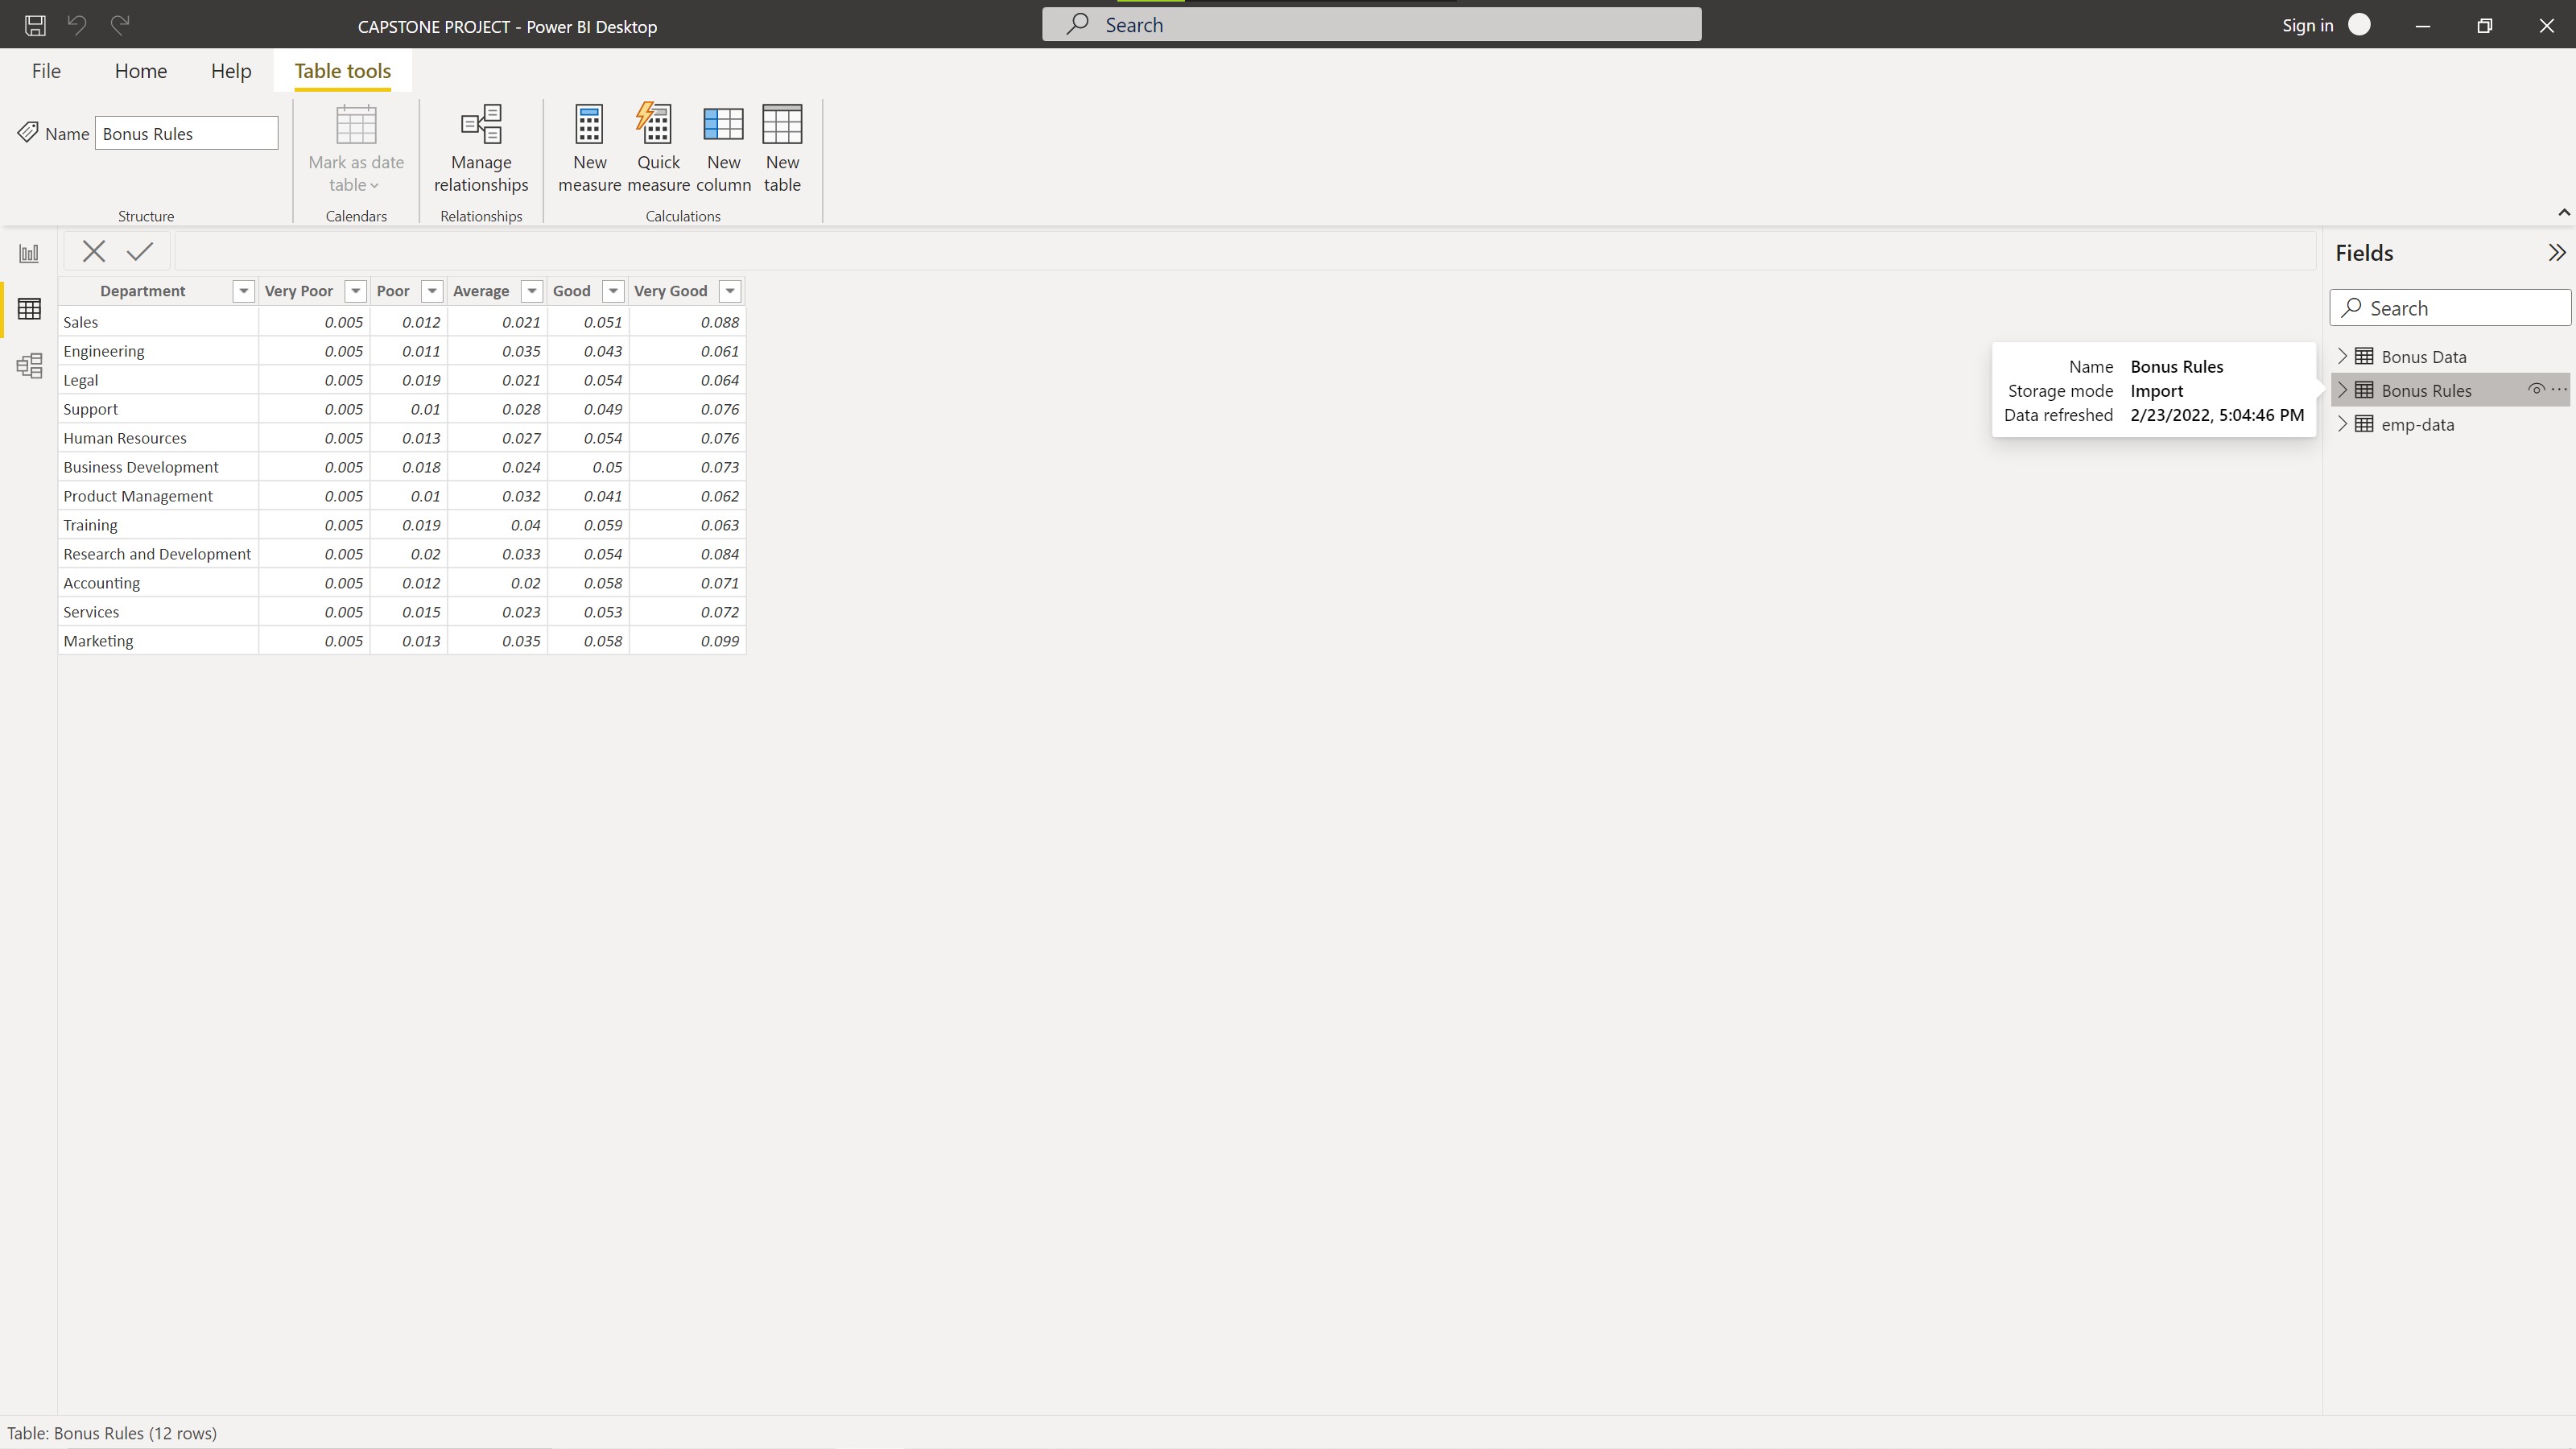 CAPSTONE PROJECT - Power BI Desktop
Search
Sign in
File Home Help Table tools
Name Bonus Rules
Mark as date table
Manage relationships
New measure
Quick measure
New column
New table
Structure Calendars Relationships Calculations
Fields
Search
Bonus Data
Bonus Rules
emp-data
Name Bonus Rules
Storage mode Import
Data refreshed 2/23/2022, 5:04:46 PM
Department Very Poor Poor Average Good Very Good
Sales 0.005 0.012 0.021 0.051 0.088
Engineering 0.005 0.011 0.035 0.043 0.061
Legal 0.005 0.019 0.021 0.054 0.064
Support 0.005 0.01 0.028 0.049 0.076
Human Resources 0.005 0.013 0.027 0.054 0.076
Business Development 0.005 0.018 0.024 0.05 0.073
Product Management 0.005 0.01 0.032 0.041 0.062
Training 0.005 0.019 0.04 0.059 0.063
Research and Development 0.005 0.02 0.033 0.054 0.084
Accounting 0.005 0.012 0.02 0.058 0.071
Services 0.005 0.015 0.023 0.053 0.072
Marketing 0.005 0.013 0.035 0.058 0.099
Table: Bonus Rules (12 rows)